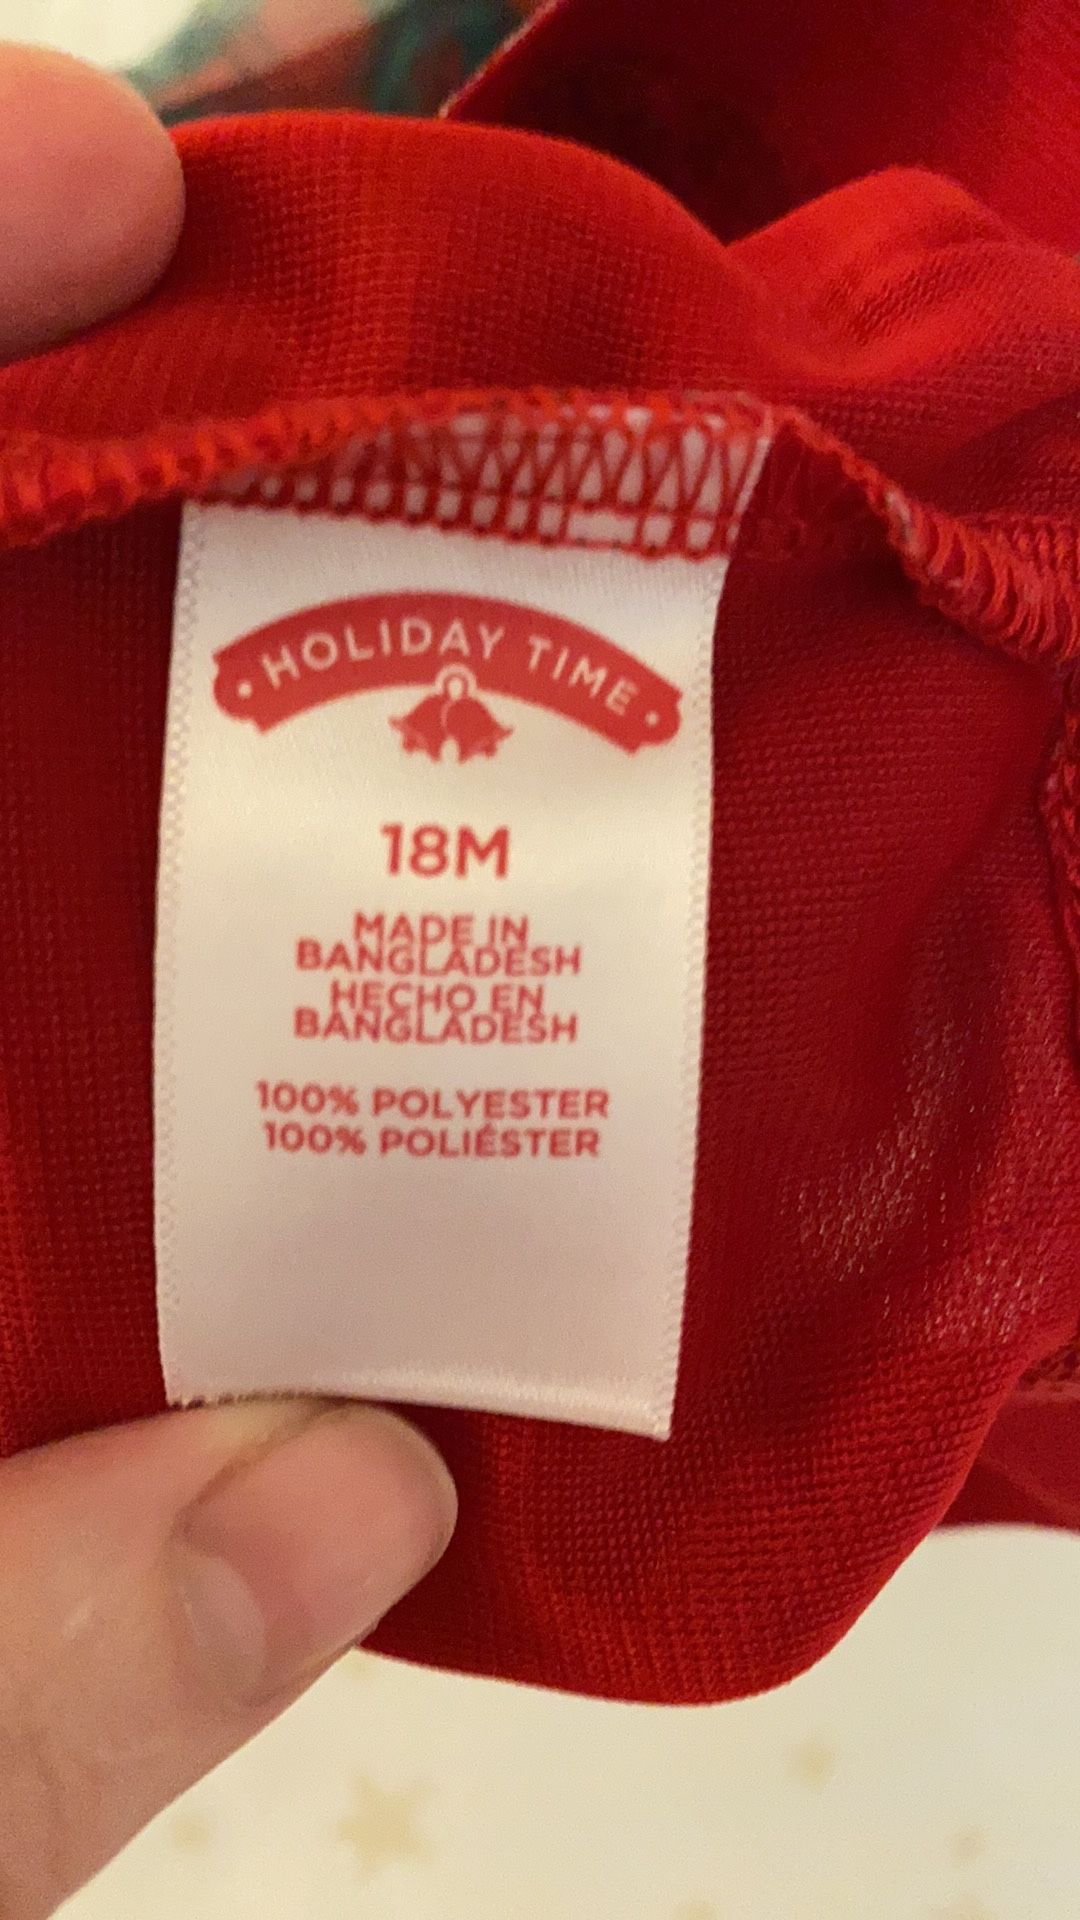 • HOLIDAY TIME •
18M
MADE IN
BANGLADESH
HECHO EN
BANGLADESH
100% POLYESTER
100% POLIÉSTER